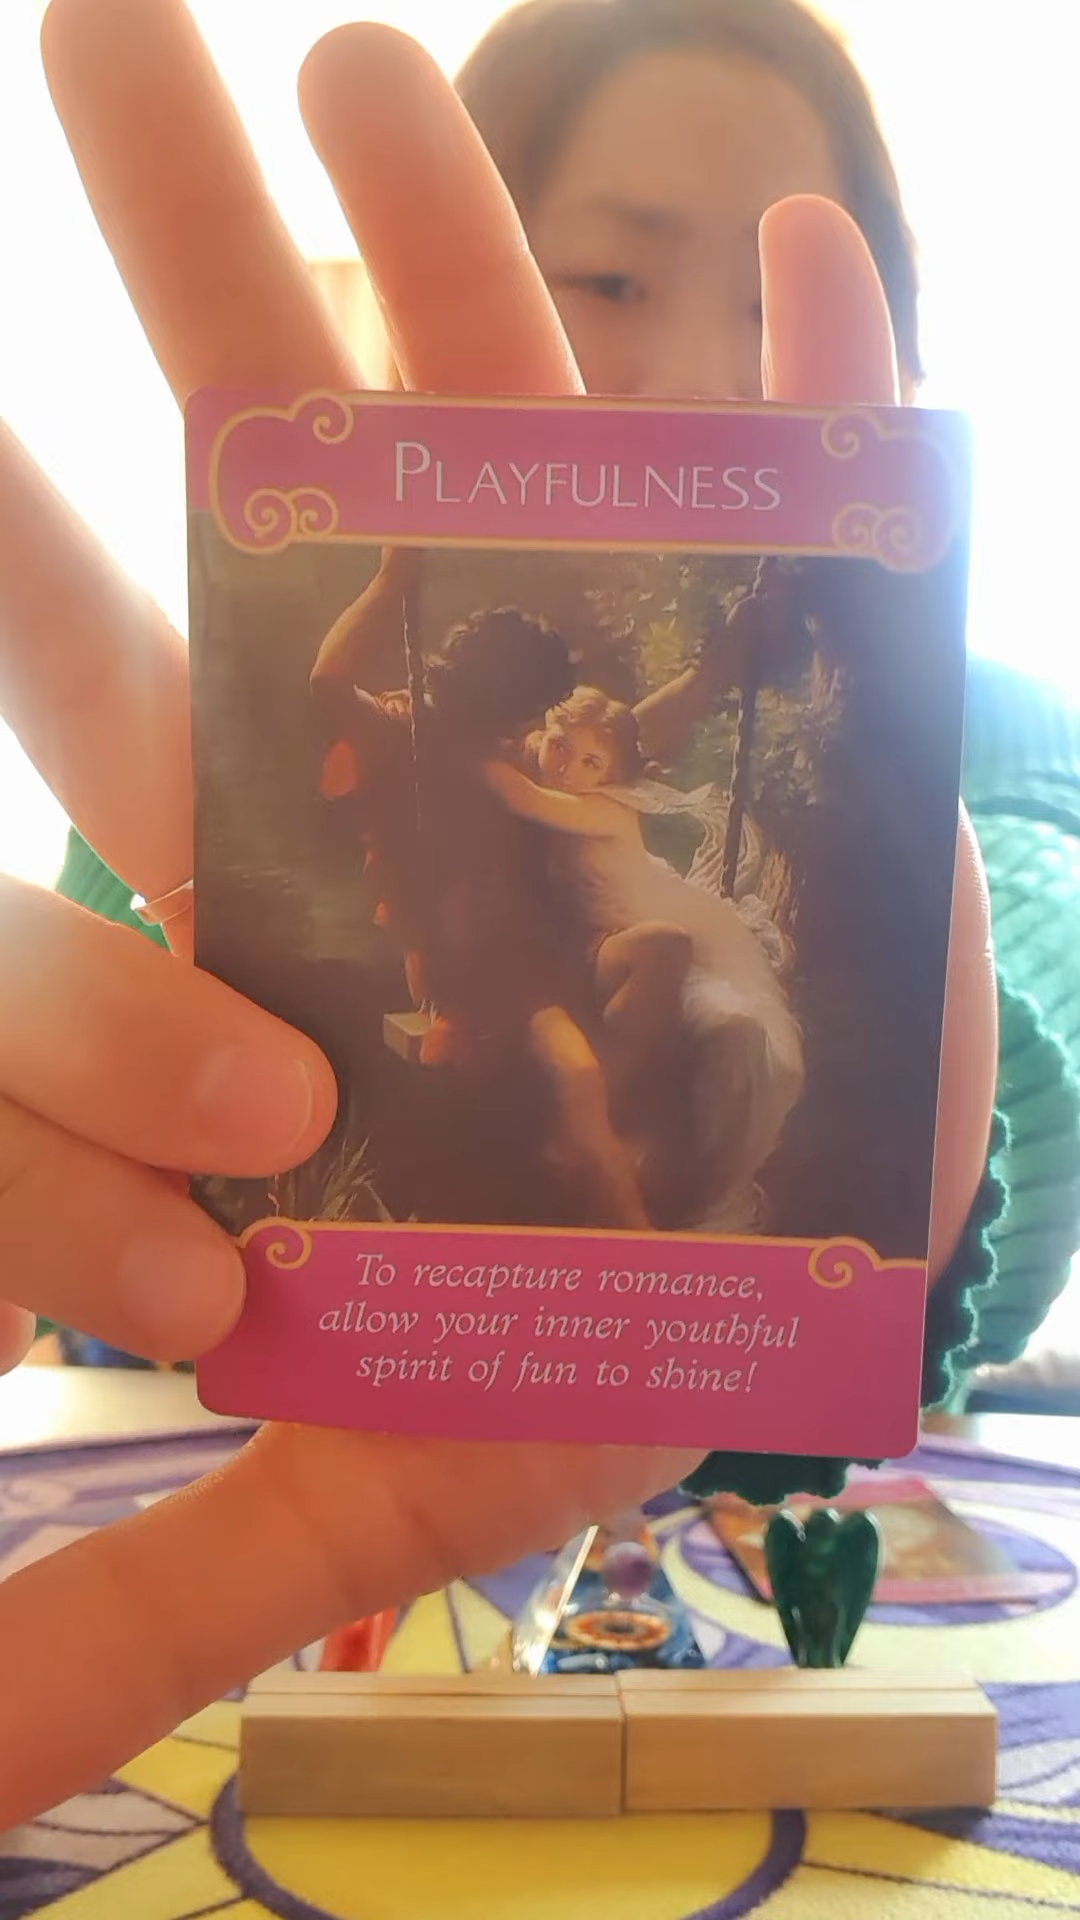 PLAYFULNESS
To recapture romance,
allow your inner youthful
spirit of fun to shine!